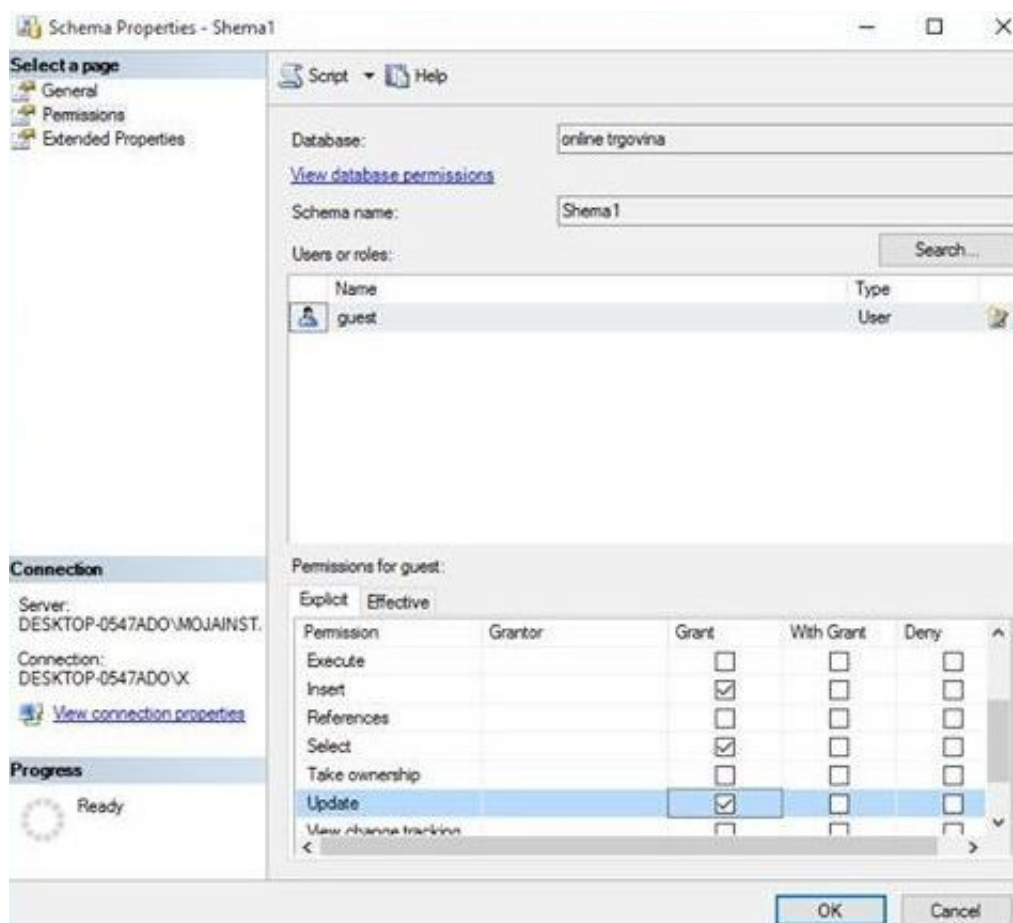 Schema Properties - Shema1
Select a page
General
Permissions
Extended Properties
Script
Help
Database:
online trgovina
View database permissions
Schema name:
Shema1
Users or roles:
Search...
Name
Type
guest
User
Permissions for guest:
Explicit
Effective
Permission
Grantor
Grant
With Grant
Deny
Execute
Insert
References
Select
Take ownership
Update
View change tracking
Connection
Server:
DESKTOP-0547ADO\MOJAINST.
Connection:
DESKTOP-0547ADO\X
View connection properties
Progress
Ready
OK
Cancel